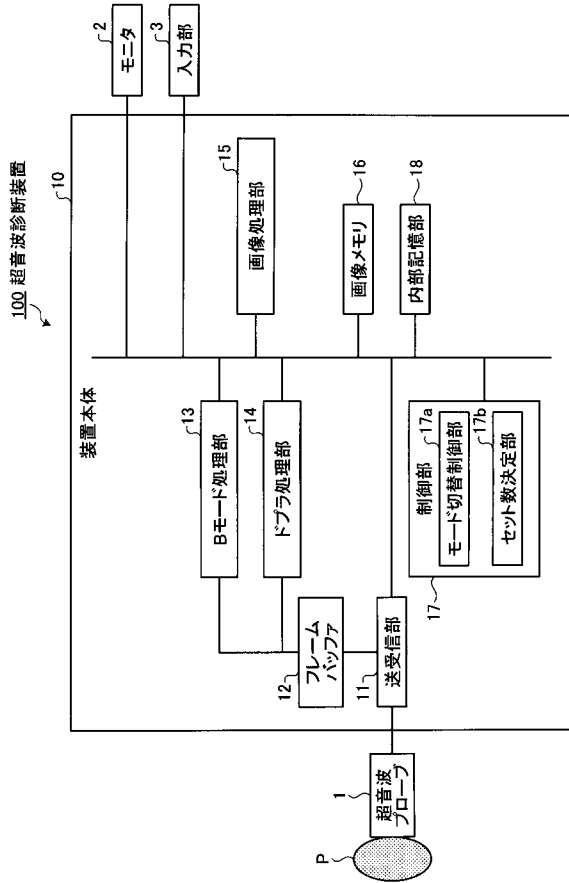 100 超音波診断装置
10
装置本体
2
モニタ
3
入力部
13
Bモード処理部
14
ドプラ処理部
15
画像処理部
16
画像メモリ
18
内部記憶部
12
フレーム
バッファ
11
送受信部
17
制御部
17a
モード切替制御部
17b
セット数決定部
1
超音波
プローブ
P